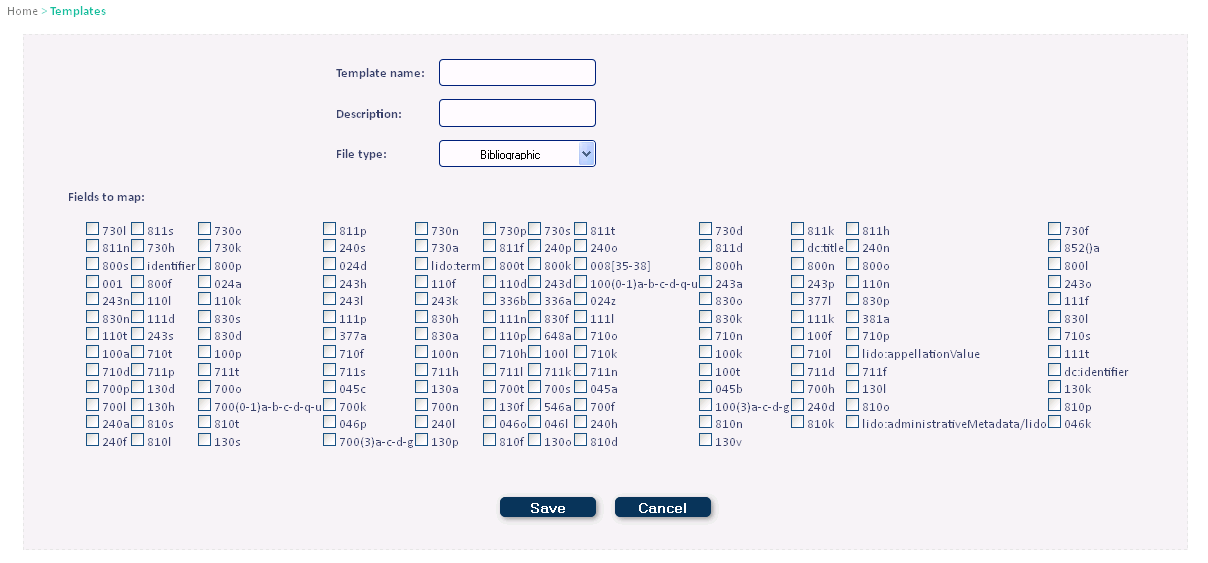 Home > Templates
Template name:
Description:
File type: Bibliographic
Fields to map:
730l 811s 730o 811p 730n 730p 730s 811t 730d 811k 811h 730f
811n 730h 730k 240s 730a 811f 240p 240o 811d dc:title 240n 852()a
800s identifier 800p 024d lido:term 800t 800k 008[35-38] 800h 800n 800o 800l
001 800f 024a 243h 110f 110d 243d 100(0-1)a-b-c-d-q-u 243a 243p 110n 243o
243n 110l 110k 243l 243k 336b 336a 024z 830o 377l 830p 111f
830n 111d 830s 111p 830h 111n 830f 111l 830k 111k 381a 830l
110t 243s 830d 377a 830a 110p 648a 710o 710n 100f 710p 710s
100a 710t 100p 710f 100n 710h 100l 710k 100k 710l lido:appellationValue 111t
710d 711p 711t 711s 711h 711l 711k 711n 100t 711d 711f dc:identifier
700p 130d 700o 045c 130a 700t 700s 045a 045b 700h 130l 130k
700l 130h 700(0-1)a-b-c-d-q-u 700k 700n 130f 546a 700f 100(3)a-c-d-g 240d 810o 810p
240a 810s 810t 046p 240l 046o 046l 240h 810n 810k lido:administrativeMetadata/lido 046k
240f 810l 130s 700(3)a-c-d-g 130p 810f 130o 810d 130v
Save Cancel